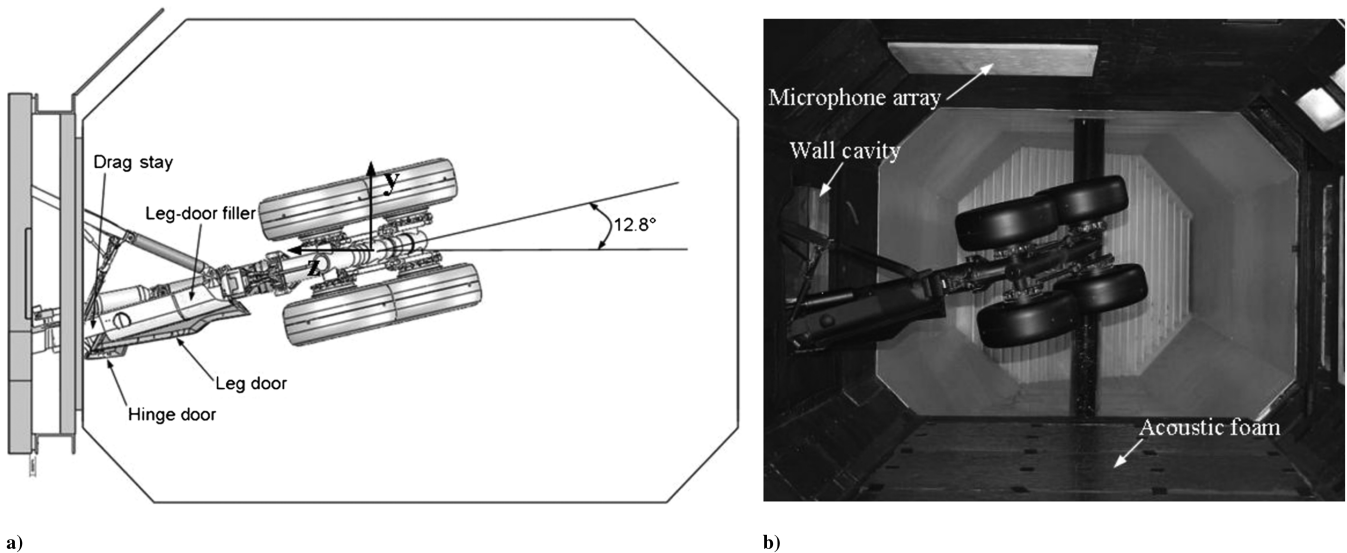 Drag stay
Leg-door filler
y
z
12.8°
Leg door
Hinge door
a)
Microphone array
Wall cavity
Acoustic foam
b)